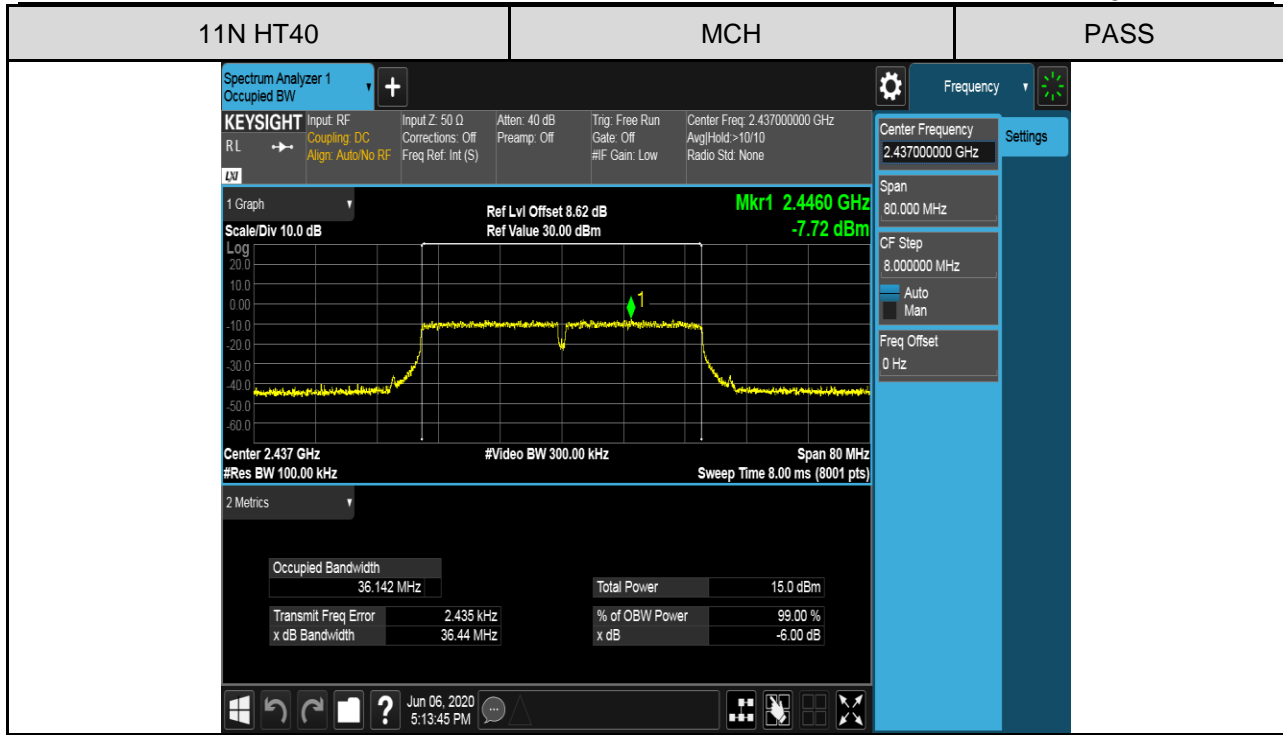 11N HT40 MCH PASS
Spectrum Analyzer 1
Occupied BW
Frequency
KEYSIGHT
RL
LXI
Input: RF
Coupling: DC
Align: Auto/No RF
Input Z: 50 Ω
Corrections: Off
Freq Ref: Int (S)
Atten: 40 dB
Preamp: Off
Trig: Free Run
Gate: Off
#IF Gain: Low
Center Freq: 2.437000000 GHz
Avg|Hold:>10/10
Radio Std: None
Center Frequency
2.437000000 GHz
Settings
Span
80.000 MHz
CF Step
8.000000 MHz
Auto
Man
Freq Offset
0 Hz
1 Graph
Scale/Div 10.0 dB
Ref Lvl Offset 8.62 dB
Ref Value 30.00 dBm
Mkr1 2.4460 GHz
-7.72 dBm
Log
20.0
10.0
0.00
-10.0
-20.0
-30.0
-40.0
-50.0
-60.0
1
Center 2.437 GHz
#Res BW 100.00 kHz
#Video BW 300.00 kHz
Span 80 MHz
Sweep Time 8.00 ms (8001 pts)
2 Metrics
Occupied Bandwidth
36.142 MHz
Total Power 15.0 dBm
Transmit Freq Error 2.435 kHz
% of OBW Power 99.00 %
x dB Bandwidth 36.44 MHz
x dB -6.00 dB
?
Jun 06, 2020
5:13:45 PM